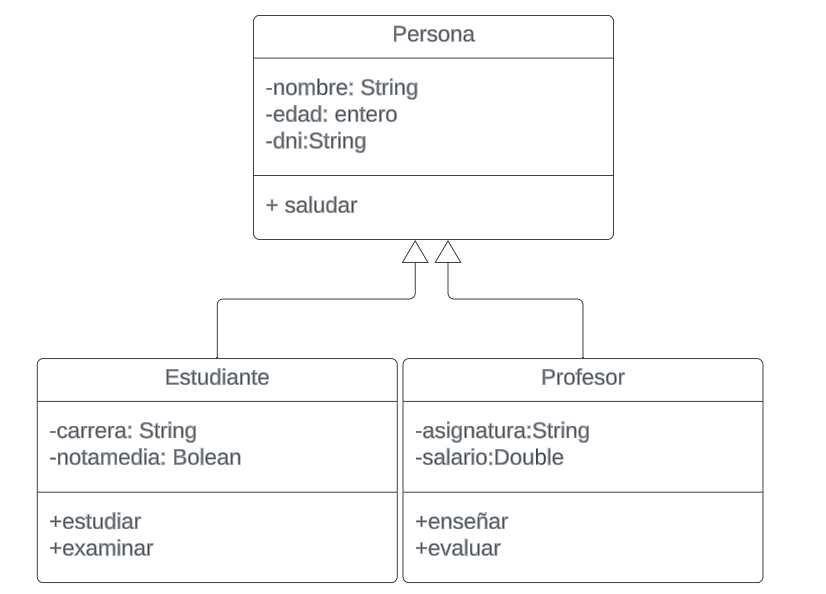 Persona
-nombre: String
-edad: entero
-dni:String
+ saludar
Estudiante
-carrera: String
-notamedia: Bolean
+estudiar
+examinar
Profesor
-asignatura:String
-salario:Double
+enseñar
+evaluar